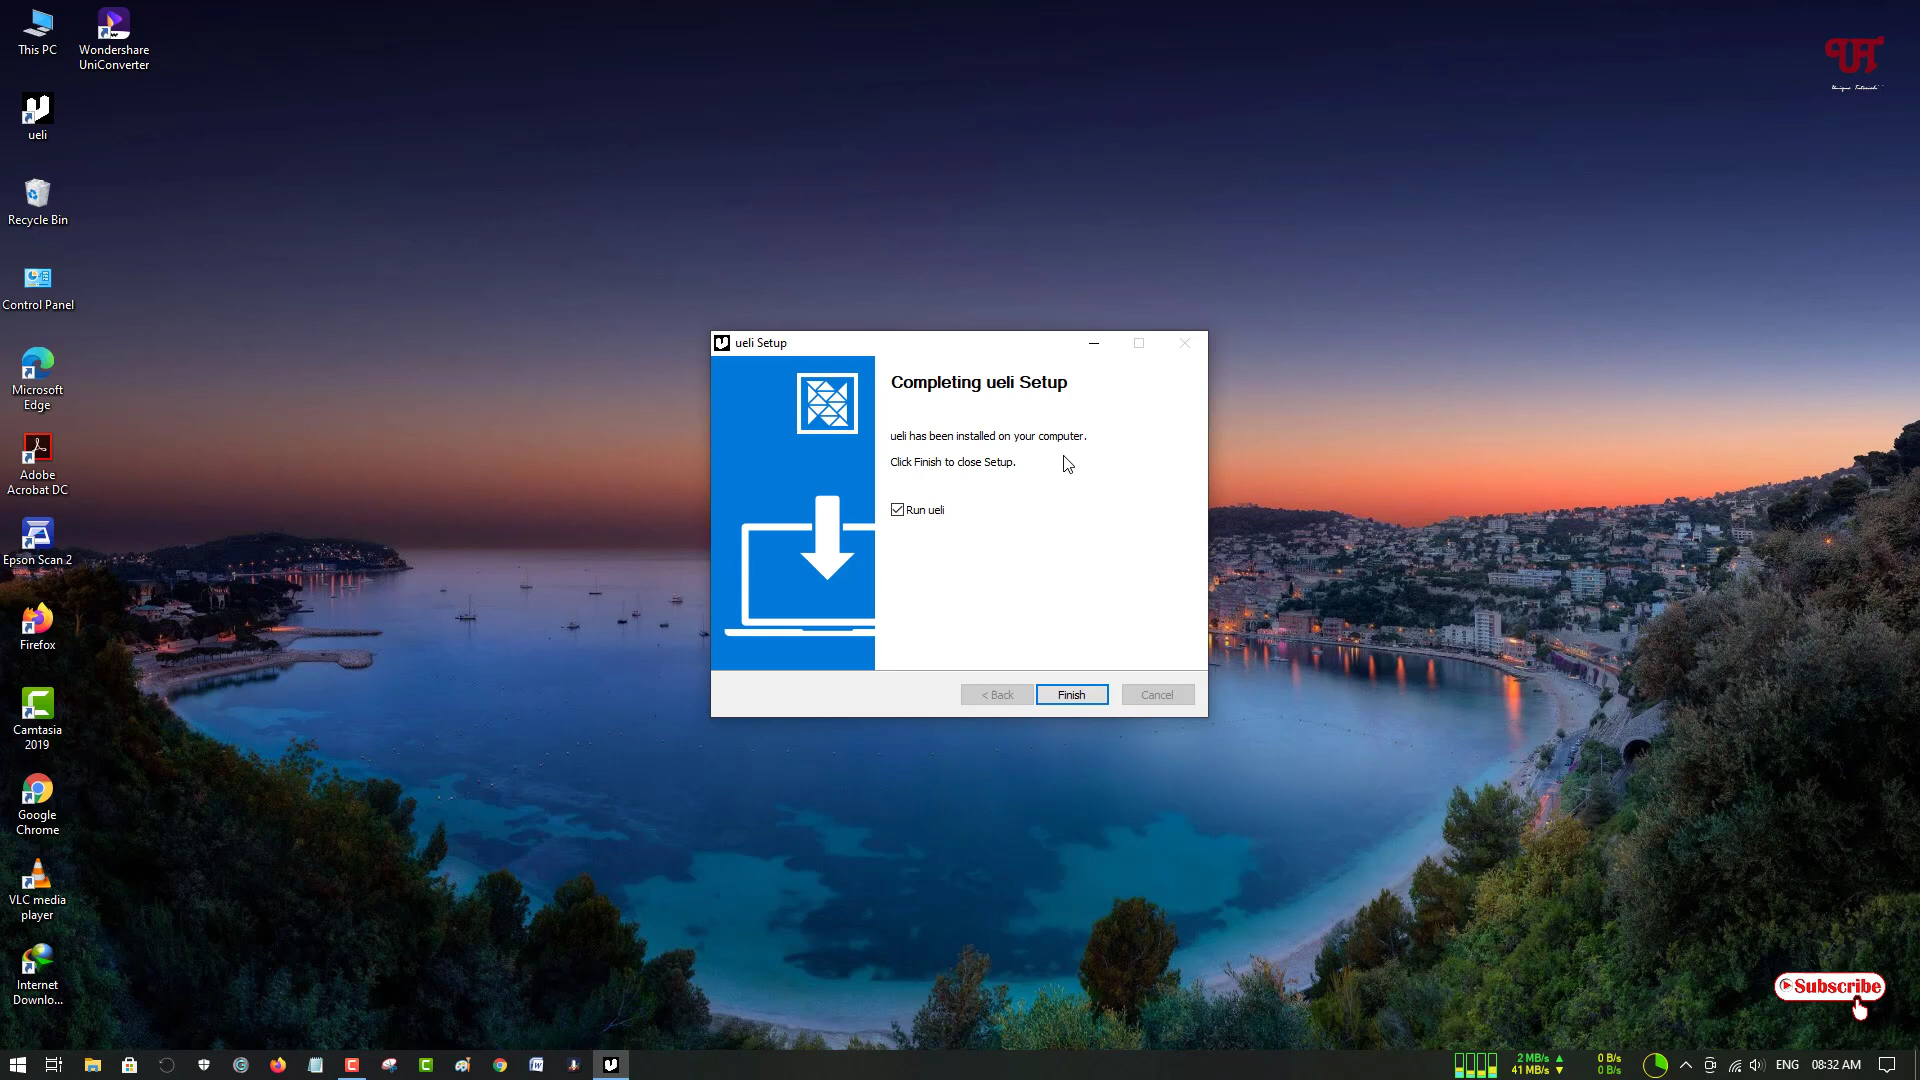 This PC
Wondershare
UniConverter
ueli
Recycle Bin
Control Panel
Microsoft
Edge
Adobe
Acrobat DC
Epson Scan 2
Firefox
Camtasia
2019
Google
Chrome
VLC media
player
Internet
Downlo...
Unique Tutorials
ueli Setup
Completing ueli Setup
ueli has been installed on your computer.
Click Finish to close Setup.
Run ueli
< Back
Finish
Cancel
Subscribe
2 MB/s
41 MB/s
0 B/s
0 B/s
ENG
08:32 AM